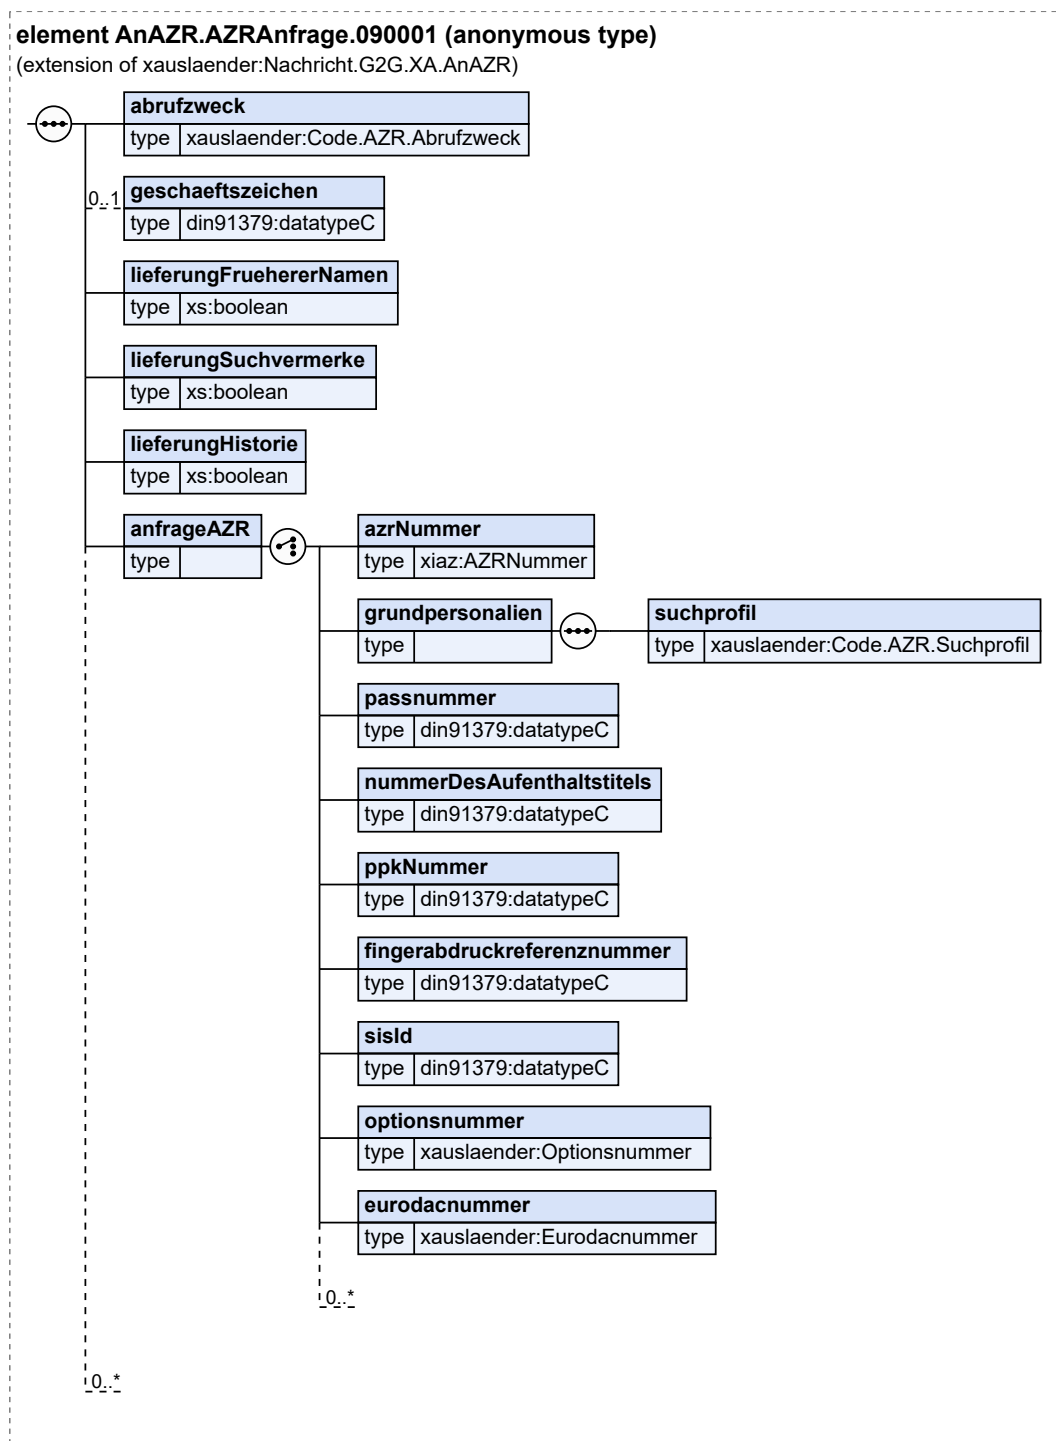 element AnAZR.AZRAnfrage.090001 (anonymous type)
(extension of xauslaender:Nachricht.G2G.XA.AnAZR)
abrufzweck
type xauslaender:Code.AZR.Abrufzweck
0..1
geschaeftszeichen
type din91379:datatypeC
lieferungFruehererNamen
type xs:boolean
lieferungSuchvermerke
type xs:boolean
lieferungHistorie
type xs:boolean
anfrageAZR
type
azrNummer
type xiaz:AZRNummer
grundpersonalien
type
suchprofil
type xauslaender:Code.AZR.Suchprofil
passnummer
type din91379:datatypeC
nummerDesAufenthaltstitels
type din91379:datatypeC
ppkNummer
type din91379:datatypeC
fingerabdruckreferenznummer
type din91379:datatypeC
sisId
type din91379:datatypeC
optionsnummer
type xauslaender:Optionsnummer
eurodacnummer
type xauslaender:Eurodacnummer
0..*
0..*